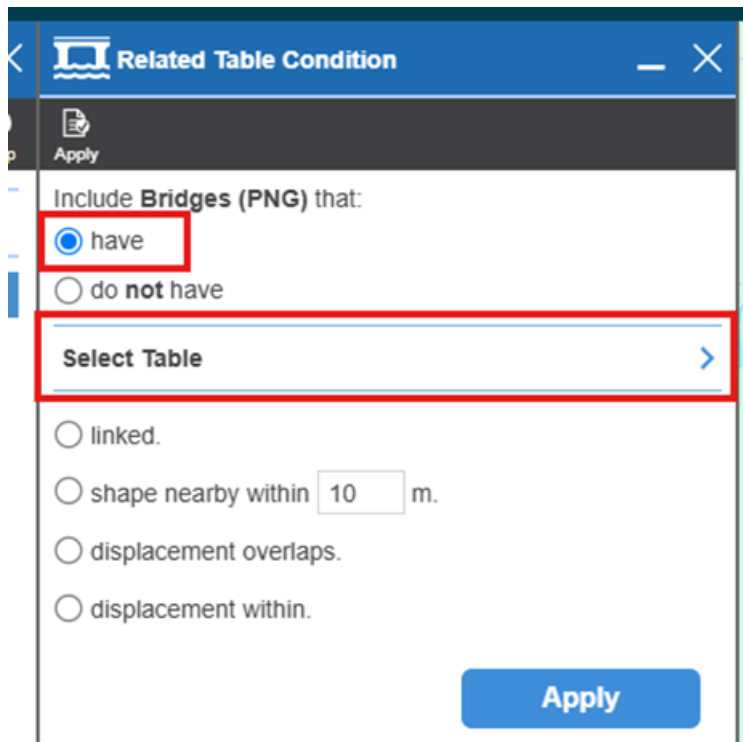 Related Table Condition
Apply
Include Bridges (PNG) that:
have
do not have
Select Table
linked.
shape nearby within 10 m.
displacement overlaps.
displacement within.
Apply